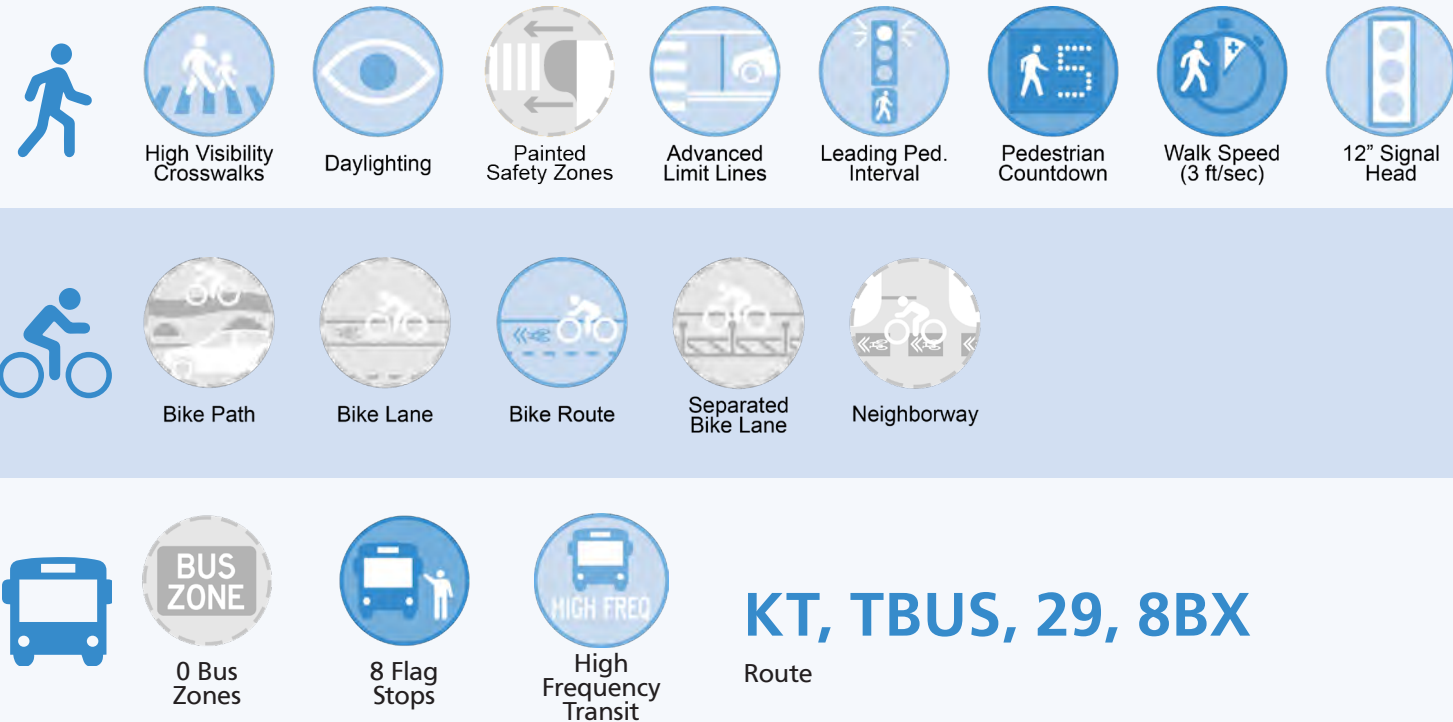 5
High Visibility
Crosswalks
Daylighting
Painted
Safety Zones
Advanced
Limit Lines
Leading Ped.
Interval
Pedestrian
Countdown
Walk Speed
(3 ft/sec)
12” Signal
Head
Bike Path
Bike Lane
Bike Route
Separated
Bike Lane
Neighborway
BUS
ZONE
0 Bus
Zones
8 Flag
Stops
HIGH FREQ
High
Frequency
Transit
KT, TBUS, 29, 8BX
Route